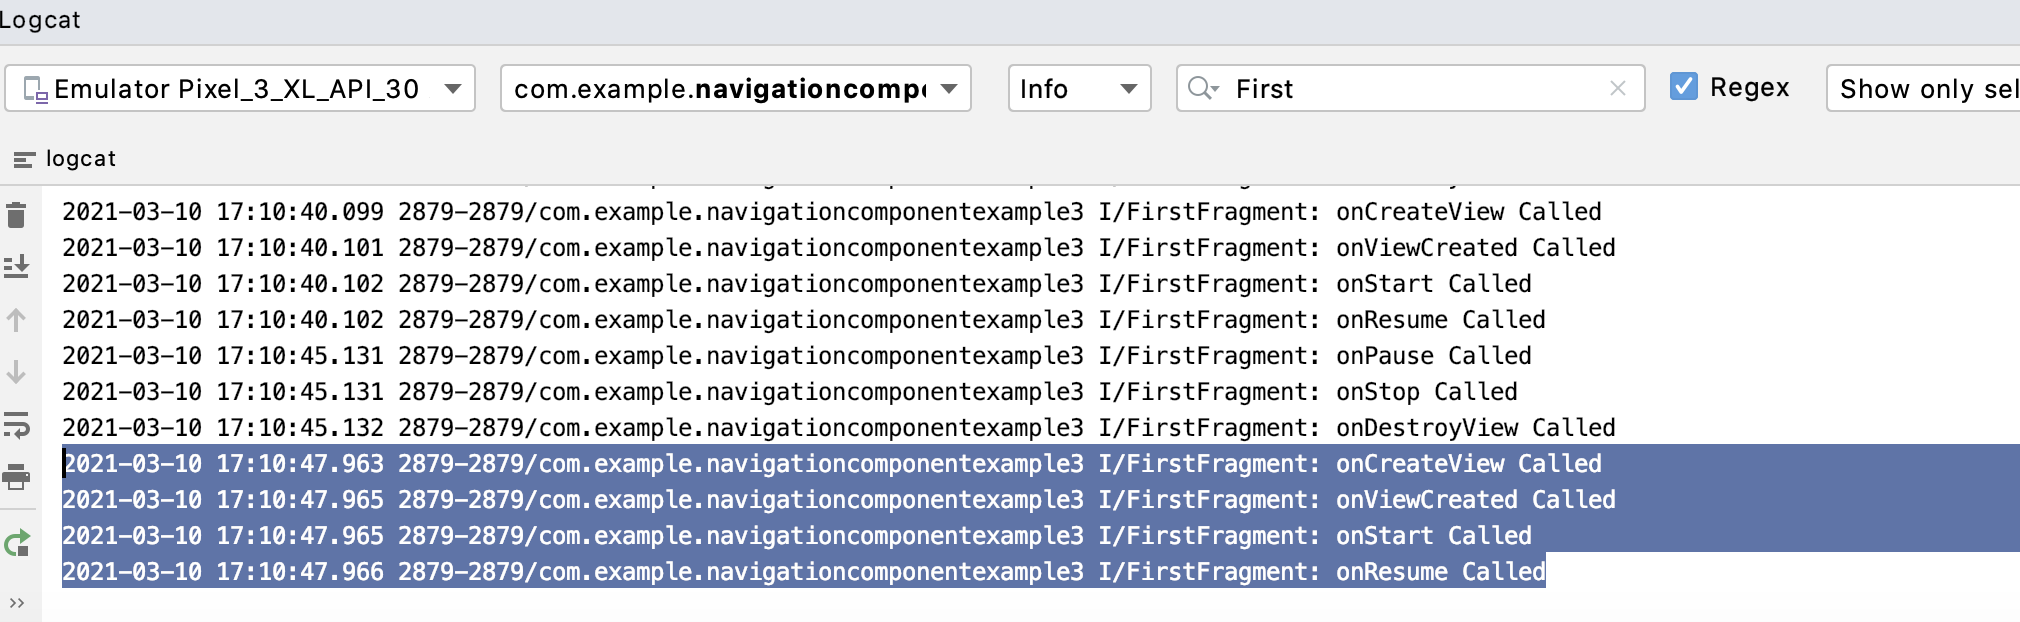 Logcat
Emulator Pixel_3_XL_API_30 com.example.navigationcomp Info First Regex Show only sel
logcat
2021-03-10 17:10:40.099 2879-2879/com.example.navigationcomponentexample3 I/FirstFragment: onCreateView Called
2021-03-10 17:10:40.101 2879-2879/com.example.navigationcomponentexample3 I/FirstFragment: onViewCreated Called
2021-03-10 17:10:40.102 2879-2879/com.example.navigationcomponentexample3 I/FirstFragment: onStart Called
2021-03-10 17:10:40.102 2879-2879/com.example.navigationcomponentexample3 I/FirstFragment: onResume Called
2021-03-10 17:10:45.131 2879-2879/com.example.navigationcomponentexample3 I/FirstFragment: onPause Called
2021-03-10 17:10:45.131 2879-2879/com.example.navigationcomponentexample3 I/FirstFragment: onStop Called
2021-03-10 17:10:45.132 2879-2879/com.example.navigationcomponentexample3 I/FirstFragment: onDestroyView Called
2021-03-10 17:10:47.963 2879-2879/com.example.navigationcomponentexample3 I/FirstFragment: onCreateView Called
2021-03-10 17:10:47.965 2879-2879/com.example.navigationcomponentexample3 I/FirstFragment: onViewCreated Called
2021-03-10 17:10:47.965 2879-2879/com.example.navigationcomponentexample3 I/FirstFragment: onStart Called
2021-03-10 17:10:47.966 2879-2879/com.example.navigationcomponentexample3 I/FirstFragment: onResume Called